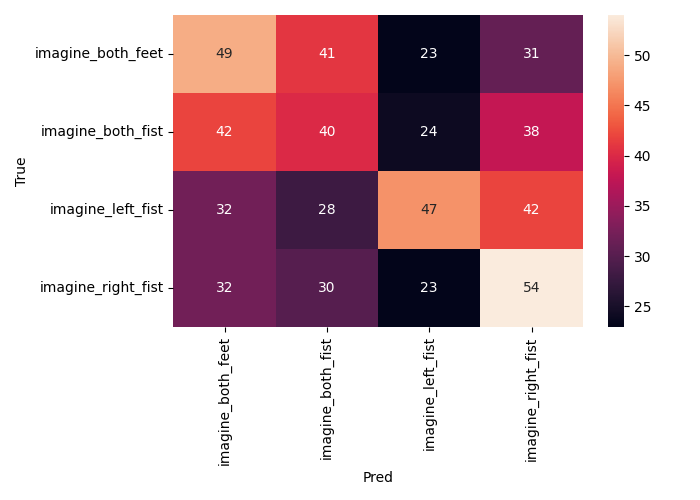 imagine_both_feet 49 41 23 31
imagine_both_fist 42 40 24 38
imagine_left_fist 32 28 47 42
imagine_right_fist 32 30 23 54
True
imagine_both_feet
imagine_both_fist
imagine_left_fist
imagine_right_fist
Pred
50
45
40
35
30
25